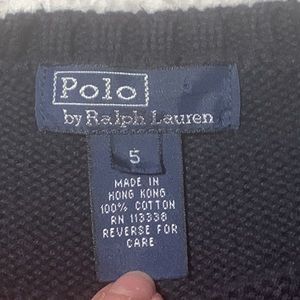 Polo
by Ralph Lauren
5
MADE IN
HONG KONG
100% COTTON
RN 113338
REVERSE FOR
CARE